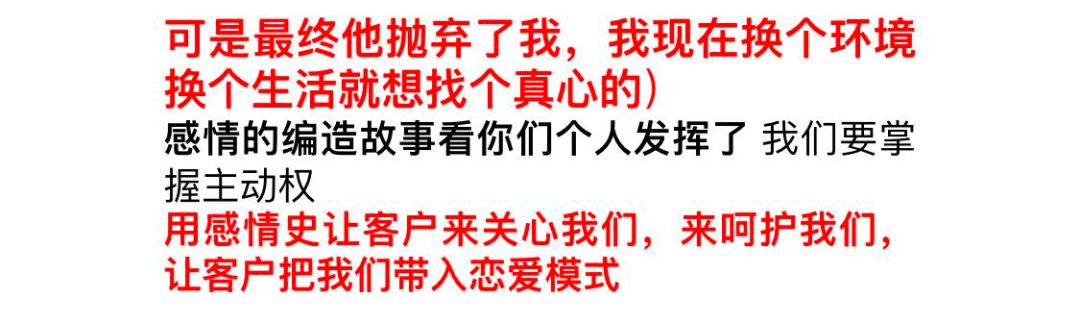 可是最终他抛弃了我，我现在换个环境
换个生活就想找个真心的）
感情的编造故事看你们个人发挥了 我们要掌
握主动权
用感情史让客户来关心我们，来呵护我们，
让客户把我们带入恋爱模式